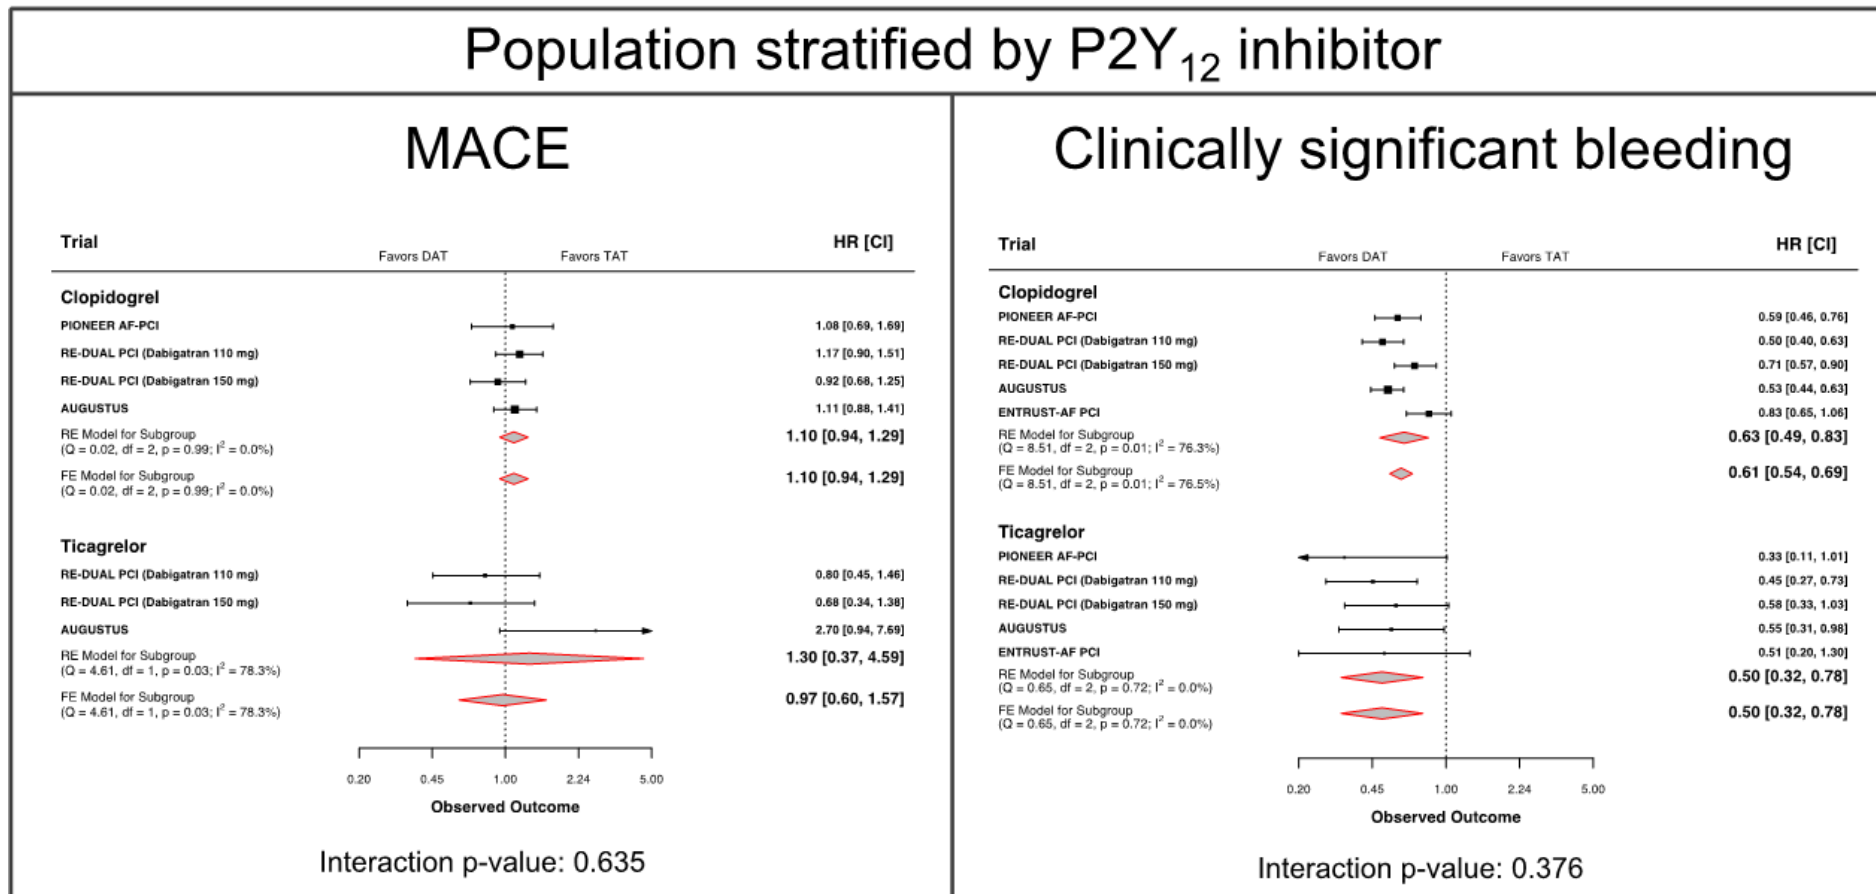 Population stratified by P2Y₁₂ inhibitor
MACE
Trial Favors DAT Favors TAT HR [CI]
Clopidogrel
PIONEER AF-PCI 1.08 [0.69, 1.69]
RE-DUAL PCI (Dabigatran 110 mg) 1.17 [0.90, 1.51]
RE-DUAL PCI (Dabigatran 150 mg) 0.92 [0.68, 1.25]
AUGUSTUS 1.11 [0.88, 1.41]
RE Model for Subgroup 1.10 [0.94, 1.29]
(Q = 0.02, df = 2, p = 0.99; I² = 0.0%)
FE Model for Subgroup 1.10 [0.94, 1.29]
(Q = 0.02, df = 2, p = 0.99; I² = 0.0%)
Ticagrelor
RE-DUAL PCI (Dabigatran 110 mg) 0.80 [0.45, 1.46]
RE-DUAL PCI (Dabigatran 150 mg) 0.68 [0.34, 1.38]
AUGUSTUS 2.70 [0.94, 7.69]
RE Model for Subgroup 1.30 [0.37, 4.59]
(Q = 4.61, df = 1, p = 0.03; I² = 78.3%)
FE Model for Subgroup 0.97 [0.60, 1.57]
(Q = 4.61, df = 1, p = 0.03; I² = 78.3%)
0.20 0.45 1.00 2.24 5.00
Observed Outcome
Interaction p-value: 0.635
Clinically significant bleeding
Trial Favors DAT Favors TAT HR [CI]
Clopidogrel
PIONEER AF-PCI 0.59 [0.46, 0.76]
RE-DUAL PCI (Dabigatran 110 mg) 0.50 [0.40, 0.63]
RE-DUAL PCI (Dabigatran 150 mg) 0.71 [0.57, 0.90]
AUGUSTUS 0.53 [0.44, 0.63]
ENTRUST-AF PCI 0.83 [0.65, 1.06]
RE Model for Subgroup 0.63 [0.49, 0.83]
(Q = 8.51, df = 2, p = 0.01; I² = 76.3%)
FE Model for Subgroup 0.61 [0.54, 0.69]
(Q = 8.51, df = 2, p = 0.01; I² = 76.5%)
Ticagrelor
PIONEER AF-PCI 0.33 [0.11, 1.01]
RE-DUAL PCI (Dabigatran 110 mg) 0.45 [0.27, 0.73]
RE-DUAL PCI (Dabigatran 150 mg) 0.58 [0.33, 1.03]
AUGUSTUS 0.55 [0.31, 0.98]
ENTRUST-AF PCI 0.51 [0.20, 1.30]
RE Model for Subgroup 0.50 [0.32, 0.78]
(Q = 0.65, df = 2, p = 0.72; I² = 0.0%)
FE Model for Subgroup 0.50 [0.32, 0.78]
(Q = 0.65, df = 2, p = 0.72; I² = 0.0%)
0.20 0.45 1.00 2.24 5.00
Observed Outcome
Interaction p-value: 0.376